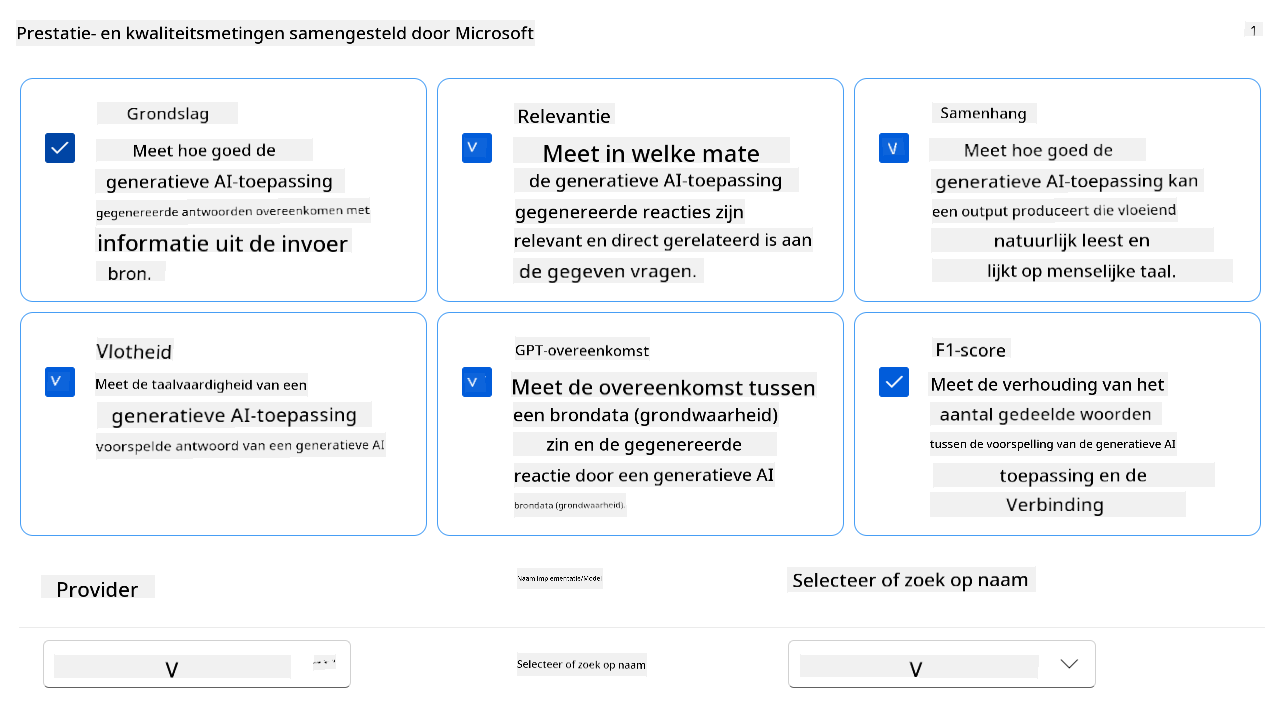 Prestatie- en kwaliteitsmetingen samengesteld door Microsoft
1
Grondslag
Meet hoe goed de
generatieve AI-toepassing
gegenereerde antwoorden overeenkomen met
informatie uit de invoer
bron.
V
Relevantie
Meet in welke mate
de generatieve AI-toepassing
gegenereerde reacties zijn
relevant en direct gerelateerd is aan
de gegeven vragen.
V
Samenhang
Meet hoe goed de
generatieve AI-toepassing kan
een output produceert die vloeiend
natuurlijk leest en
lijkt op menselijke taal.
V
Vlotheid
Meet de taalvaardigheid van een
generatieve AI-toepassing
voorspelde antwoord van een generatieve AI
V
GPT-overeenkomst
Meet de overeenkomst tussen
een brondata (grondwaarheid)
zin en de gegenereerde
reactie door een generatieve AI
brondata (grondwaarheid).
F1-score
Meet de verhouding van het
aantal gedeelde woorden
tussen de voorspelling van de generatieve AI
toepassing en de
Verbinding
Provider
Naam implementatie/Model
Selecteer of zoek op naam
V
Selecteer of zoek op naam
V